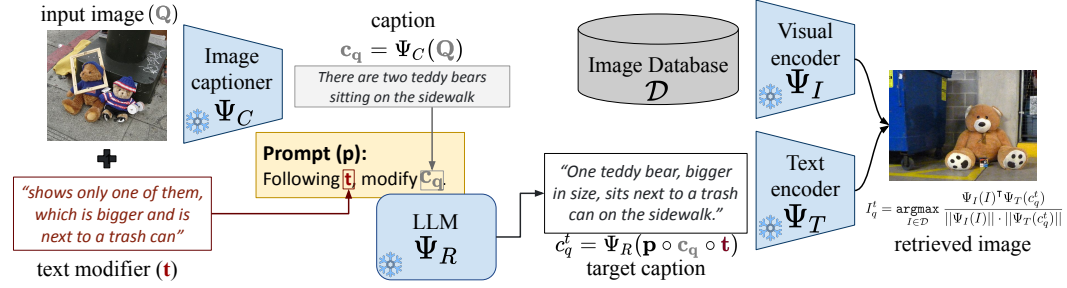 input image (Q)
Image
captioner
Ψ_C
caption
c_q = Ψ_C(Q)
There are two teddy bears
sitting on the sidewalk
Prompt (p):
Following t, modify c_q.
"shows only one of them,
which is bigger and is
next to a trash can"
text modifier (t)
LLM
Ψ_R
Image Database
𝒟
"One teddy bear, bigger
in size, sits next to a trash
can on the sidewalk."
c_q^t = Ψ_R(p ∘ c_q ∘ t)
target caption
Visual
encoder
Ψ_I
Text
encoder
Ψ_T
I_q^t = argmax_{I∈𝒟} Ψ_I(I)^⊤Ψ_T(c_q^t) / ||Ψ_I(I)|| · ||Ψ_T(c_q^t)||
retrieved image